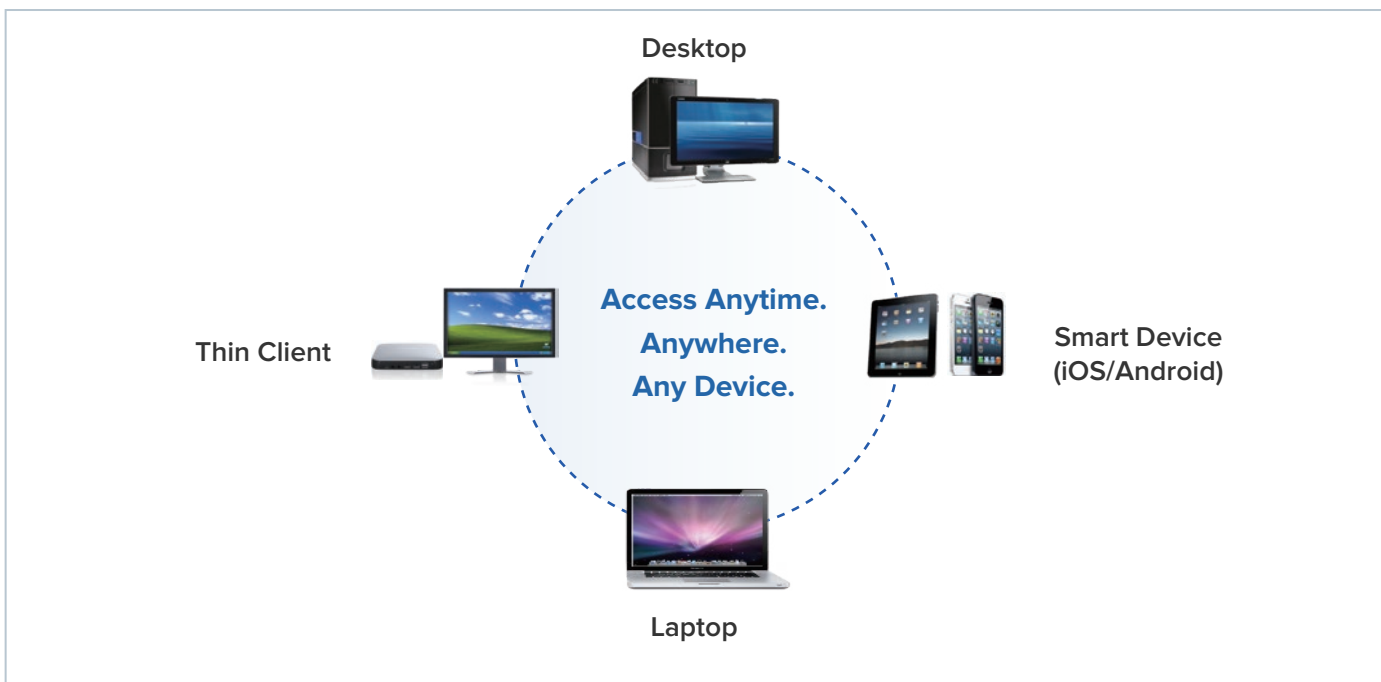 Desktop
Access Anytime.
Anywhere.
Any Device.
Thin Client
Smart Device
(iOS/Android)
Laptop